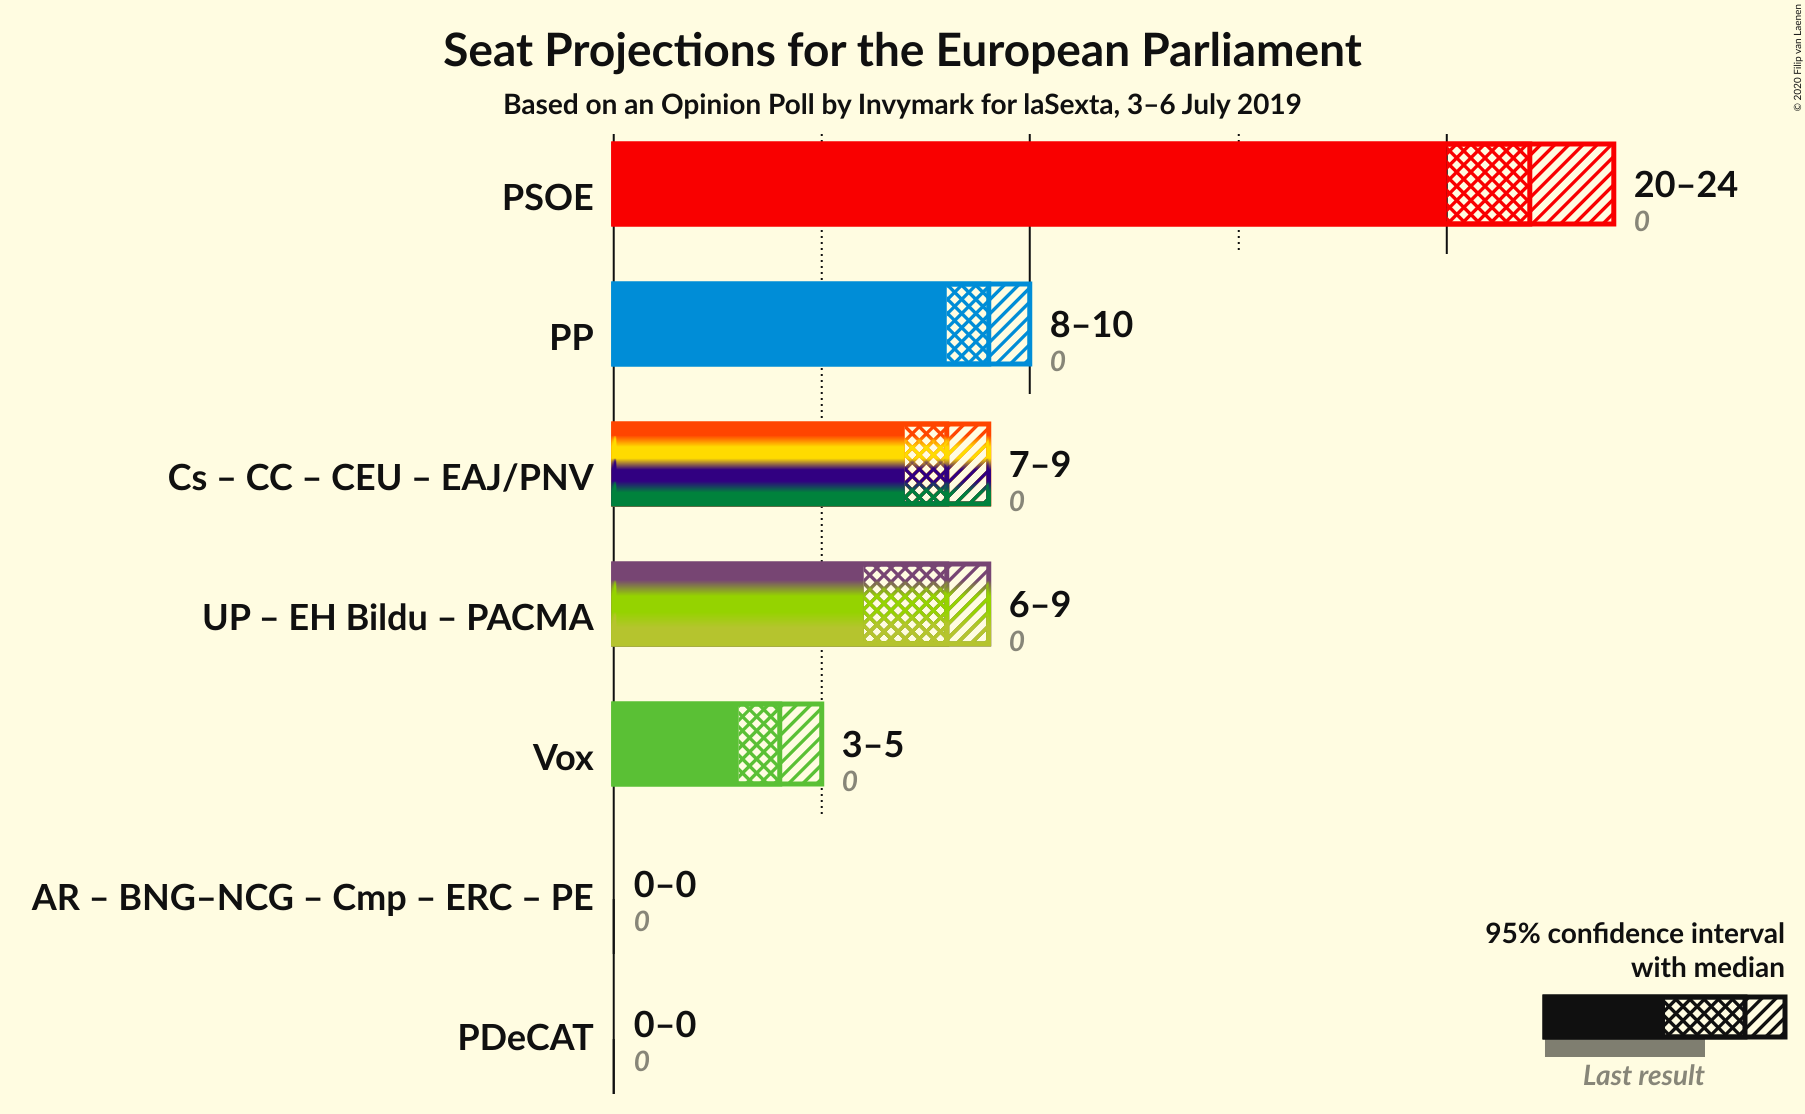 Seat Projections for the European Parliament
Based on an Opinion Poll by Invymark for laSexta, 3–6 July 2019
© 2020 Filip van Laenen
PSOE
20–24
0
PP
8–10
0
Cs – CC – CEU – EAJ/PNV
7–9
0
UP – EH Bildu – PACMA
6–9
0
Vox
3–5
0
AR – BNG–NCG – Cmp – ERC – PE
0–0
0
PDeCAT
0–0
0
95% confidence interval
with median
Last result